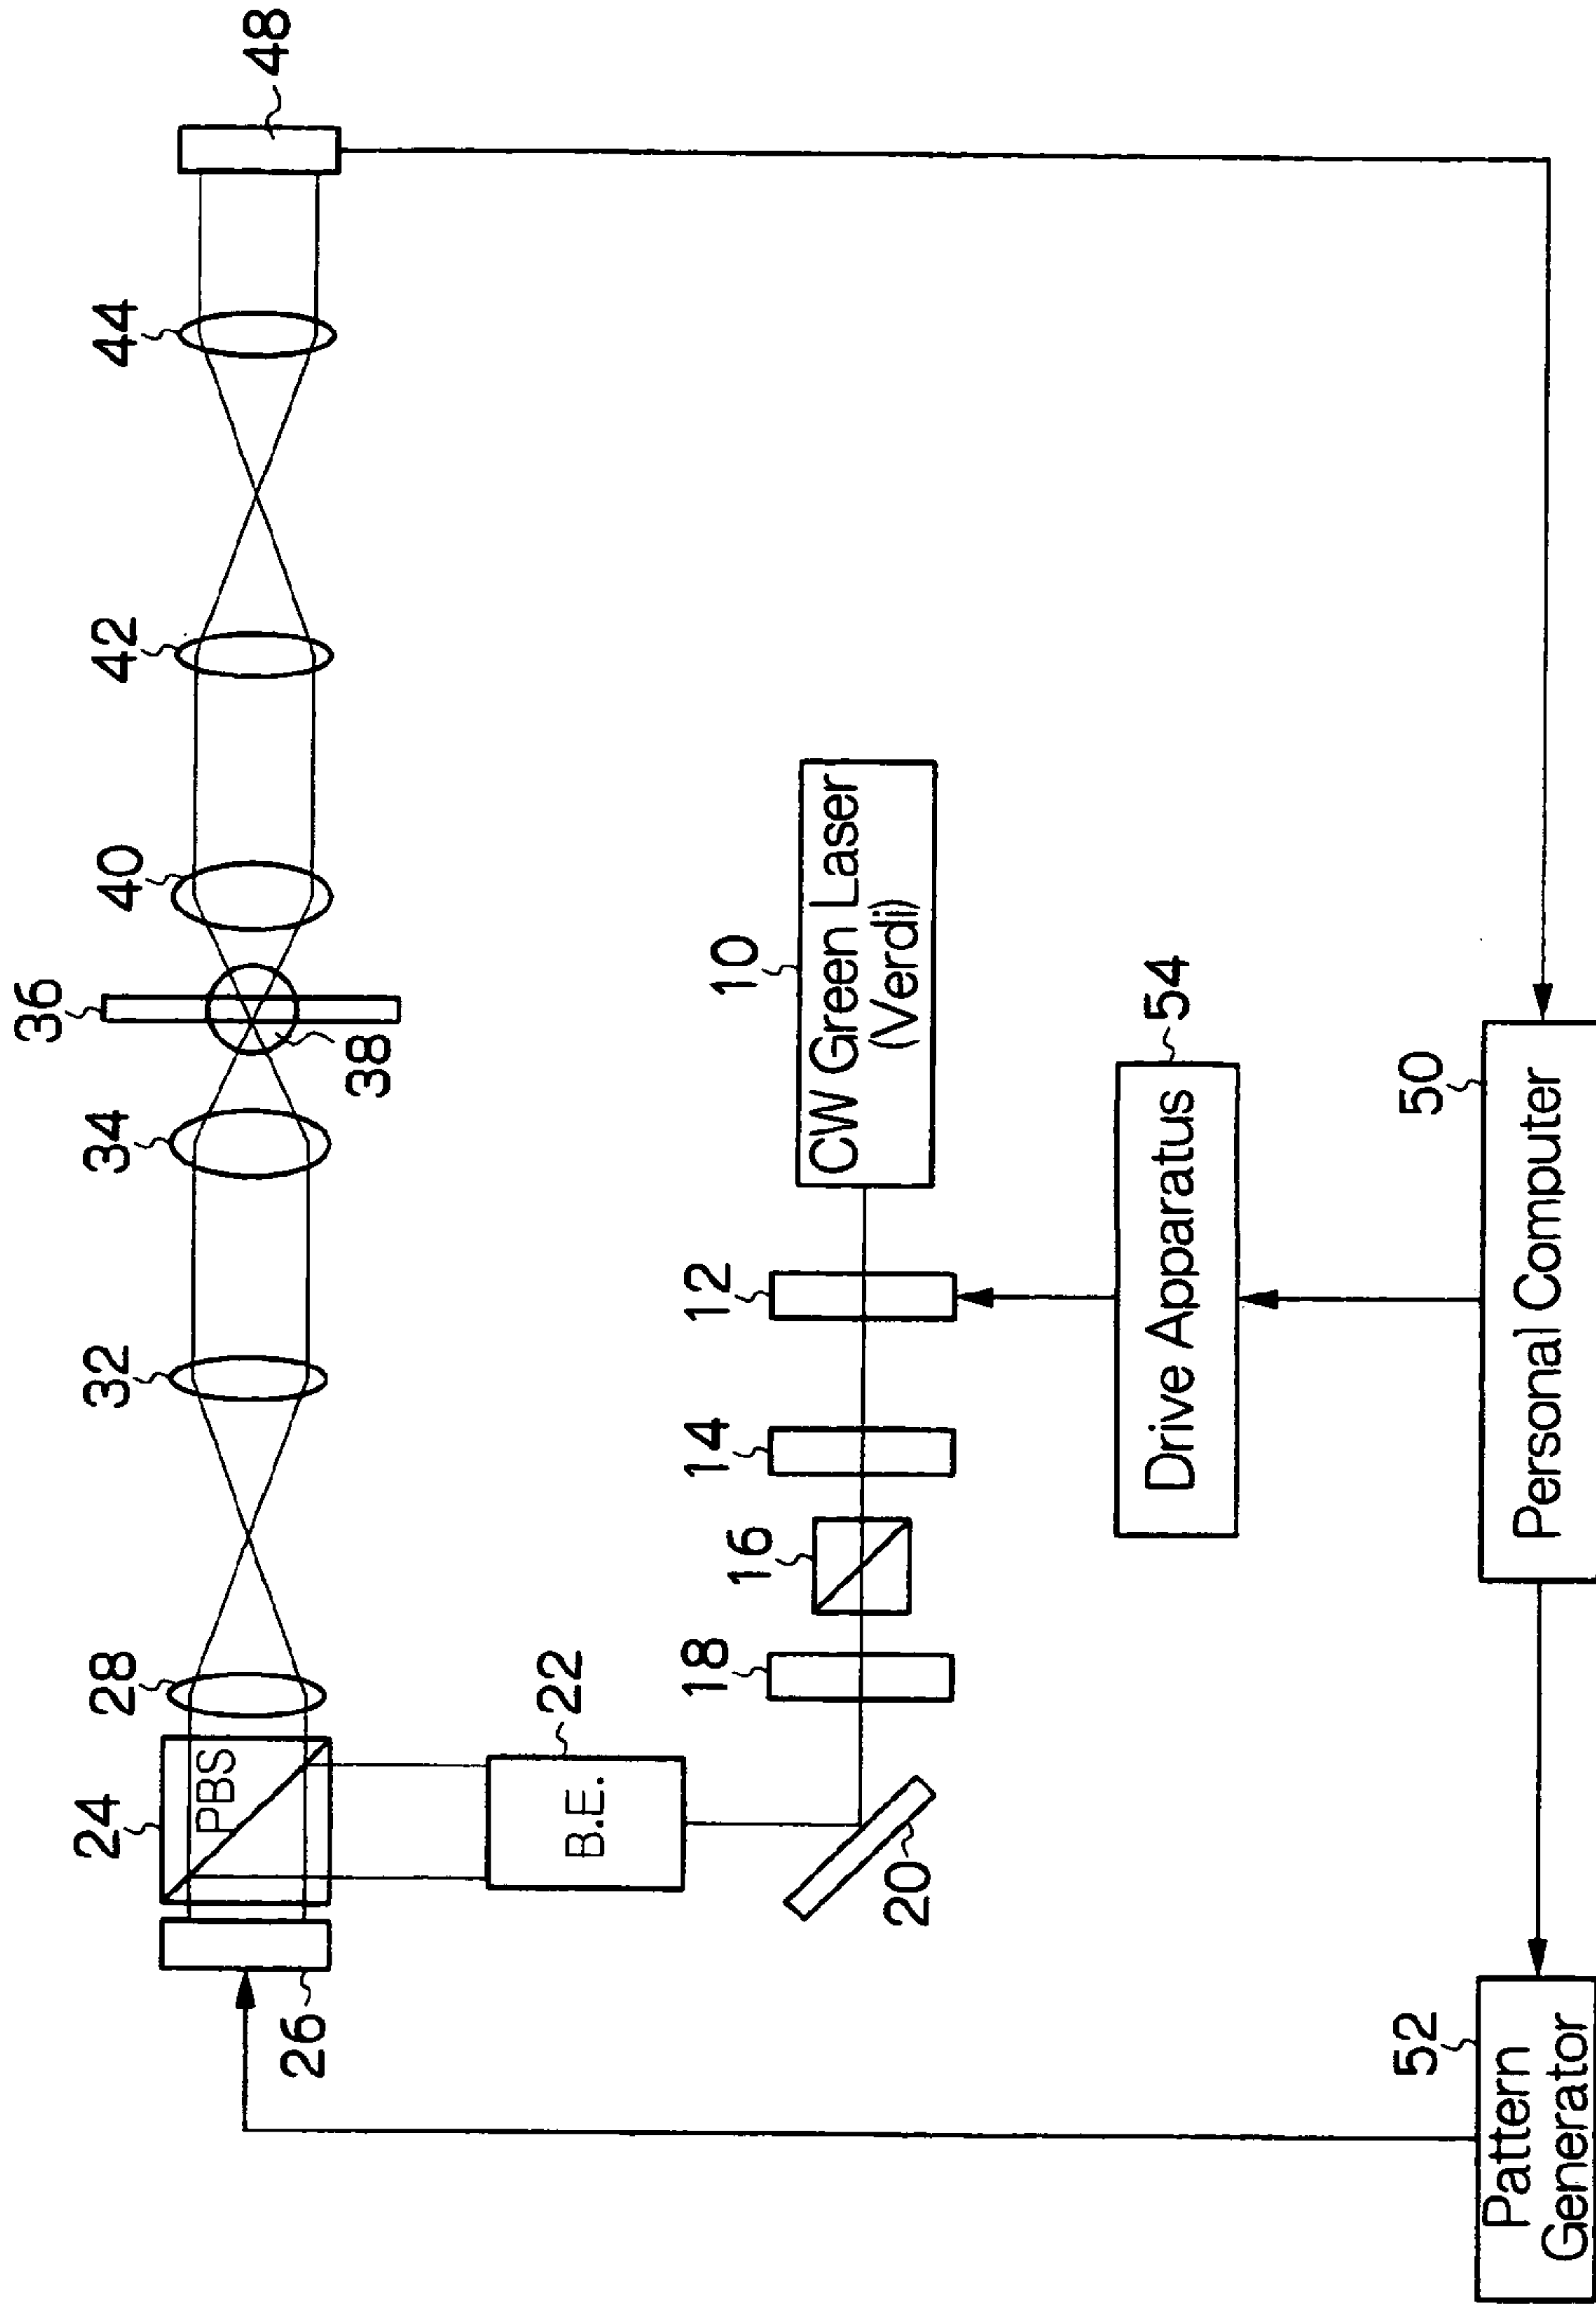 24
PBS
28
32
34
36
38
40
42
44
48
26
22
B.E.
20
18
16
14
12
10
CW Green Laser
(Verdi)
54
Drive Apparatus
52
Pattern
Generator
50
Personal Computer